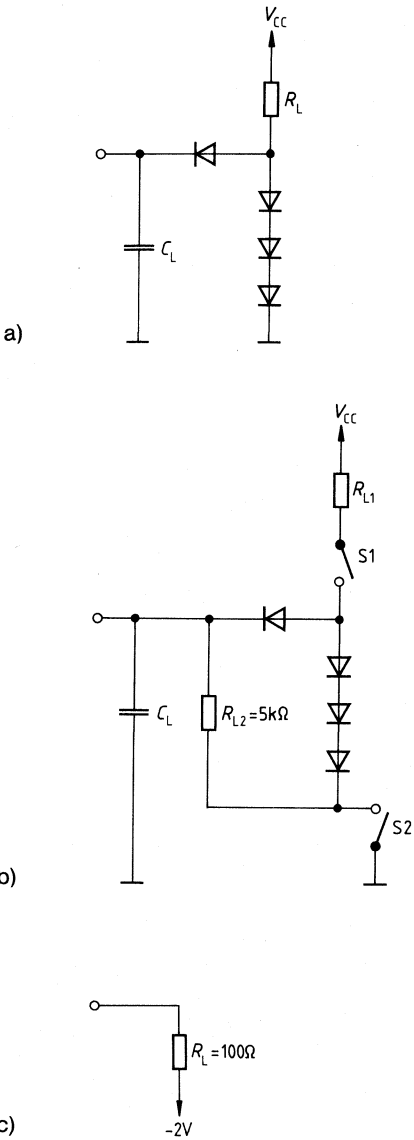 V_CC
R_L
C_L
a)
V_CC
R_L1
S1
C_L
R_L2=5kΩ
S2
b)
R_L=100Ω
c)
-2V